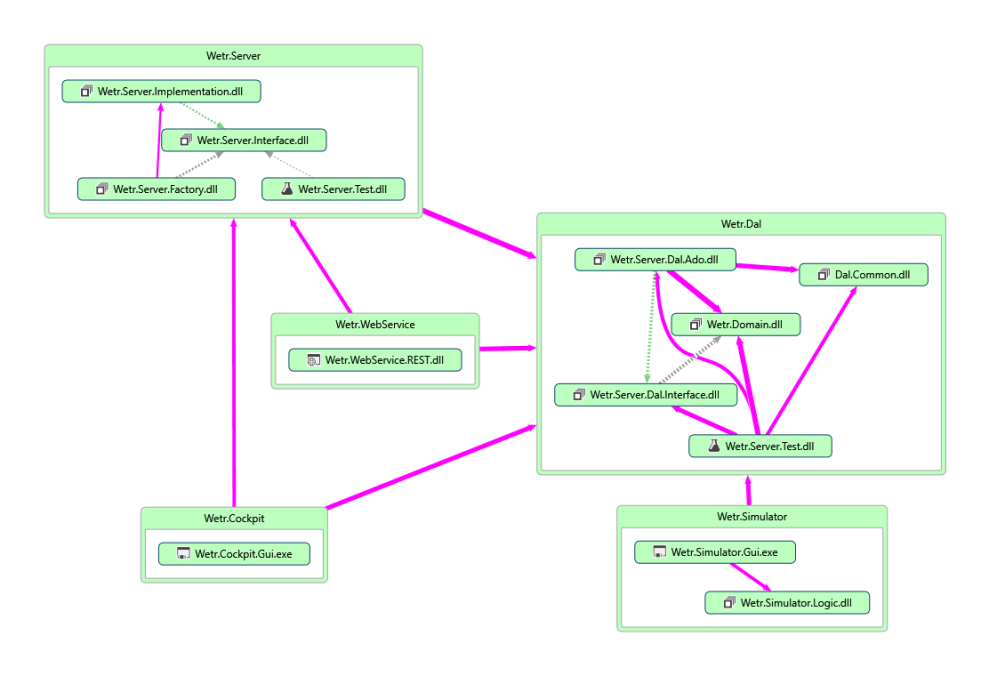 Wetr.Server
Wetr.Server.Implementation.dll
Wetr.Server.Interface.dll
Wetr.Server.Factory.dll
Wetr.Server.Test.dll
Wetr.Dal
Wetr.Server.Dal.Ado.dll
Dal.Common.dll
Wetr.Domain.dll
Wetr.Server.Dal.Interface.dll
Wetr.Server.Test.dll
Wetr.WebService
Wetr.WebService.REST.dll
Wetr.Cockpit
Wetr.Cockpit.Gui.exe
Wetr.Simulator
Wetr.Simulator.Gui.exe
Wetr.Simulator.Logic.dll